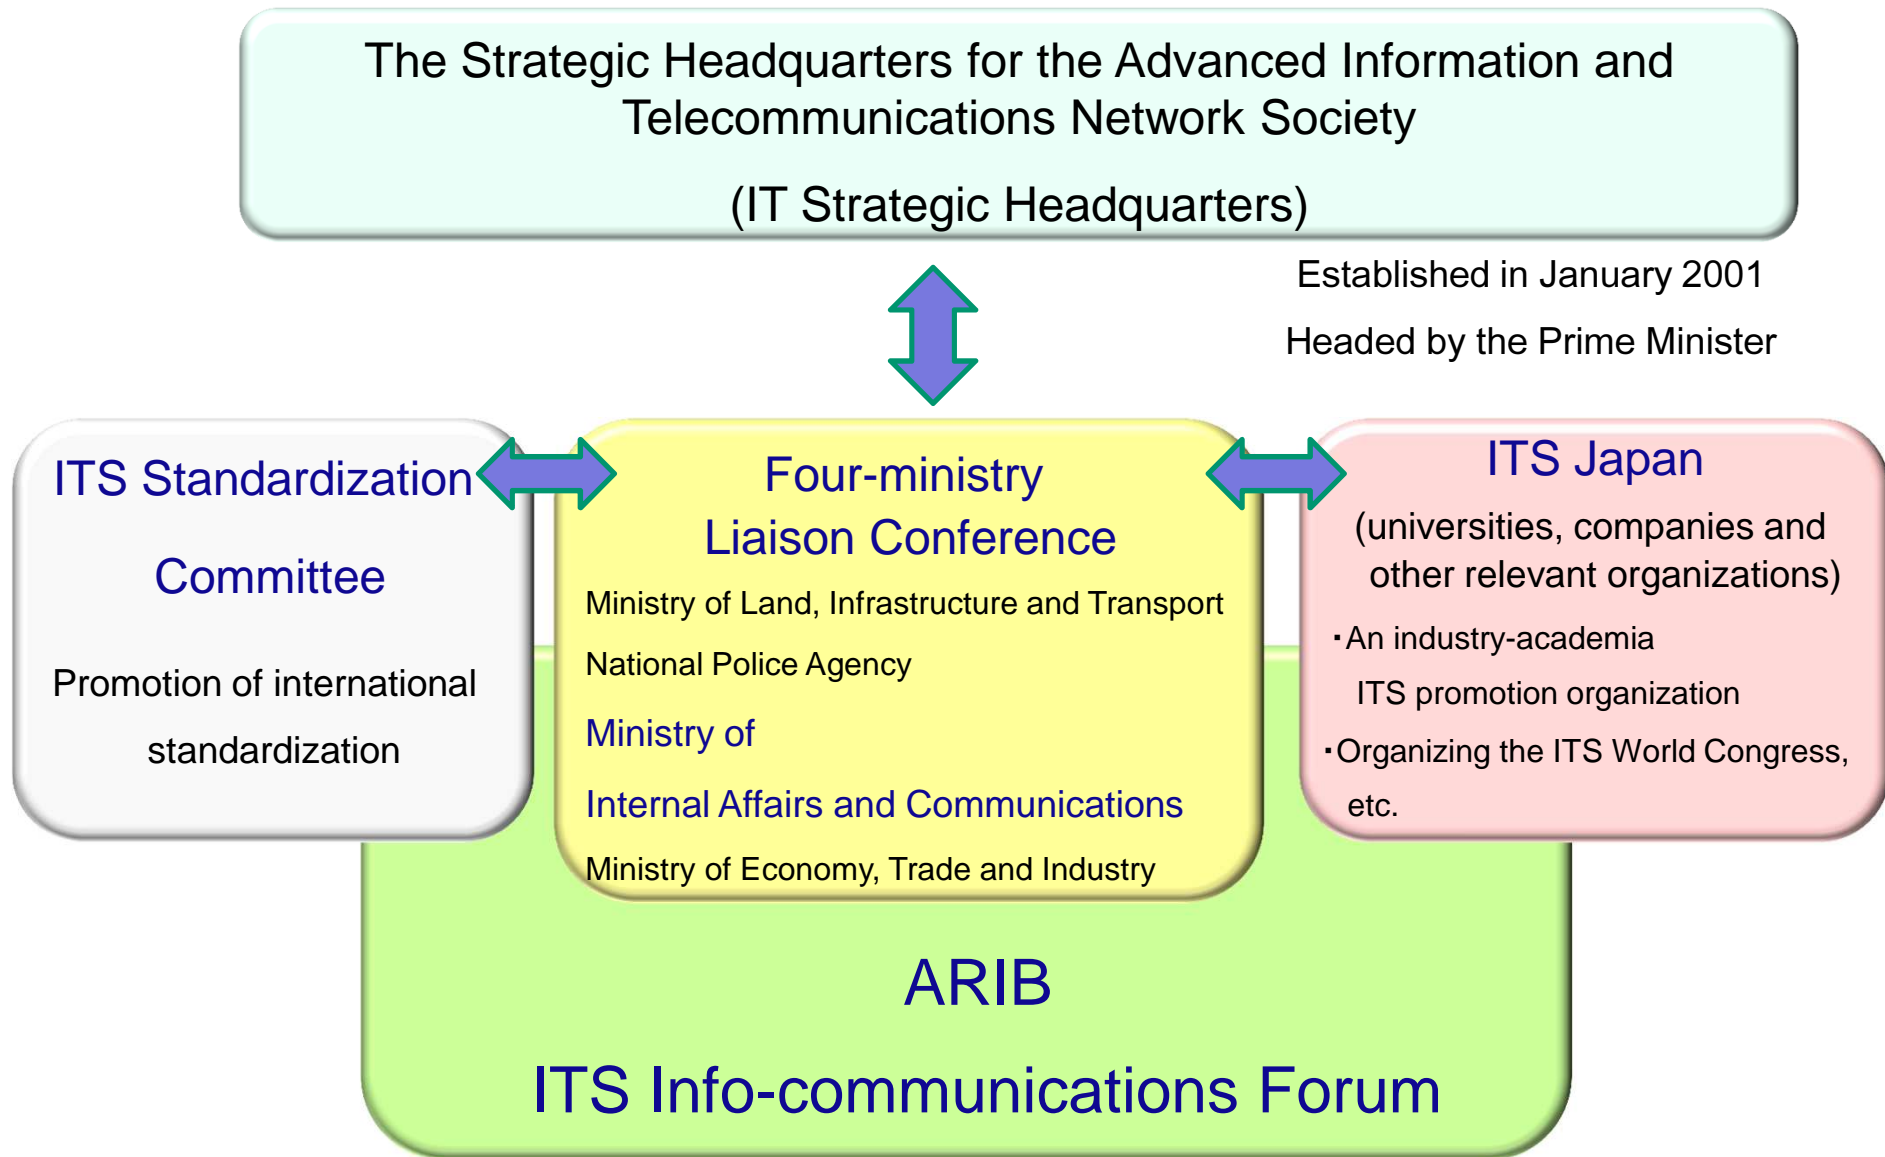 The Strategic Headquarters for the Advanced Information and
Telecommunications Network Society
(IT Strategic Headquarters)
Established in January 2001
Headed by the Prime Minister
ITS Standardization
Committee
Promotion of international
standardization
Four-ministry
Liaison Conference
Ministry of Land, Infrastructure and Transport
National Police Agency
Ministry of
Internal Affairs and Communications
Ministry of Economy, Trade and Industry
ITS Japan
(universities, companies and
other relevant organizations)
・An industry-academia
ITS promotion organization
・Organizing the ITS World Congress,
etc.
ARIB
ITS Info-communications Forum